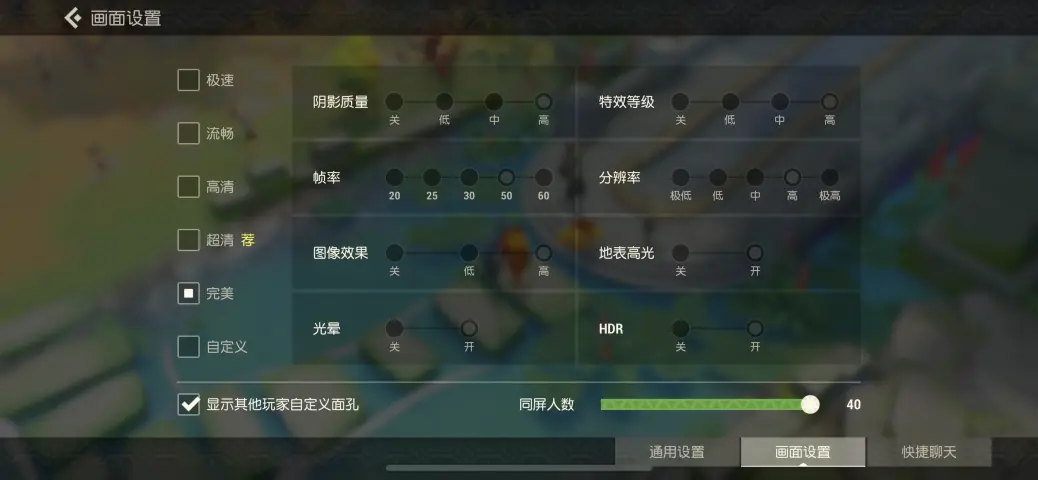 画面设置
极速
流畅
高清
超清 荐
完美
自定义
阴影质量
关 低 中 高
特效等级
关 低 中 高
帧率
20 25 30 50 60
分辨率
极低 低 中 高 极高
图像效果
关 低 高
地表高光
关 开
光晕
关 开
HDR
关 开
显示其他玩家自定义面孔
同屏人数 40
通用设置 画面设置 快捷聊天